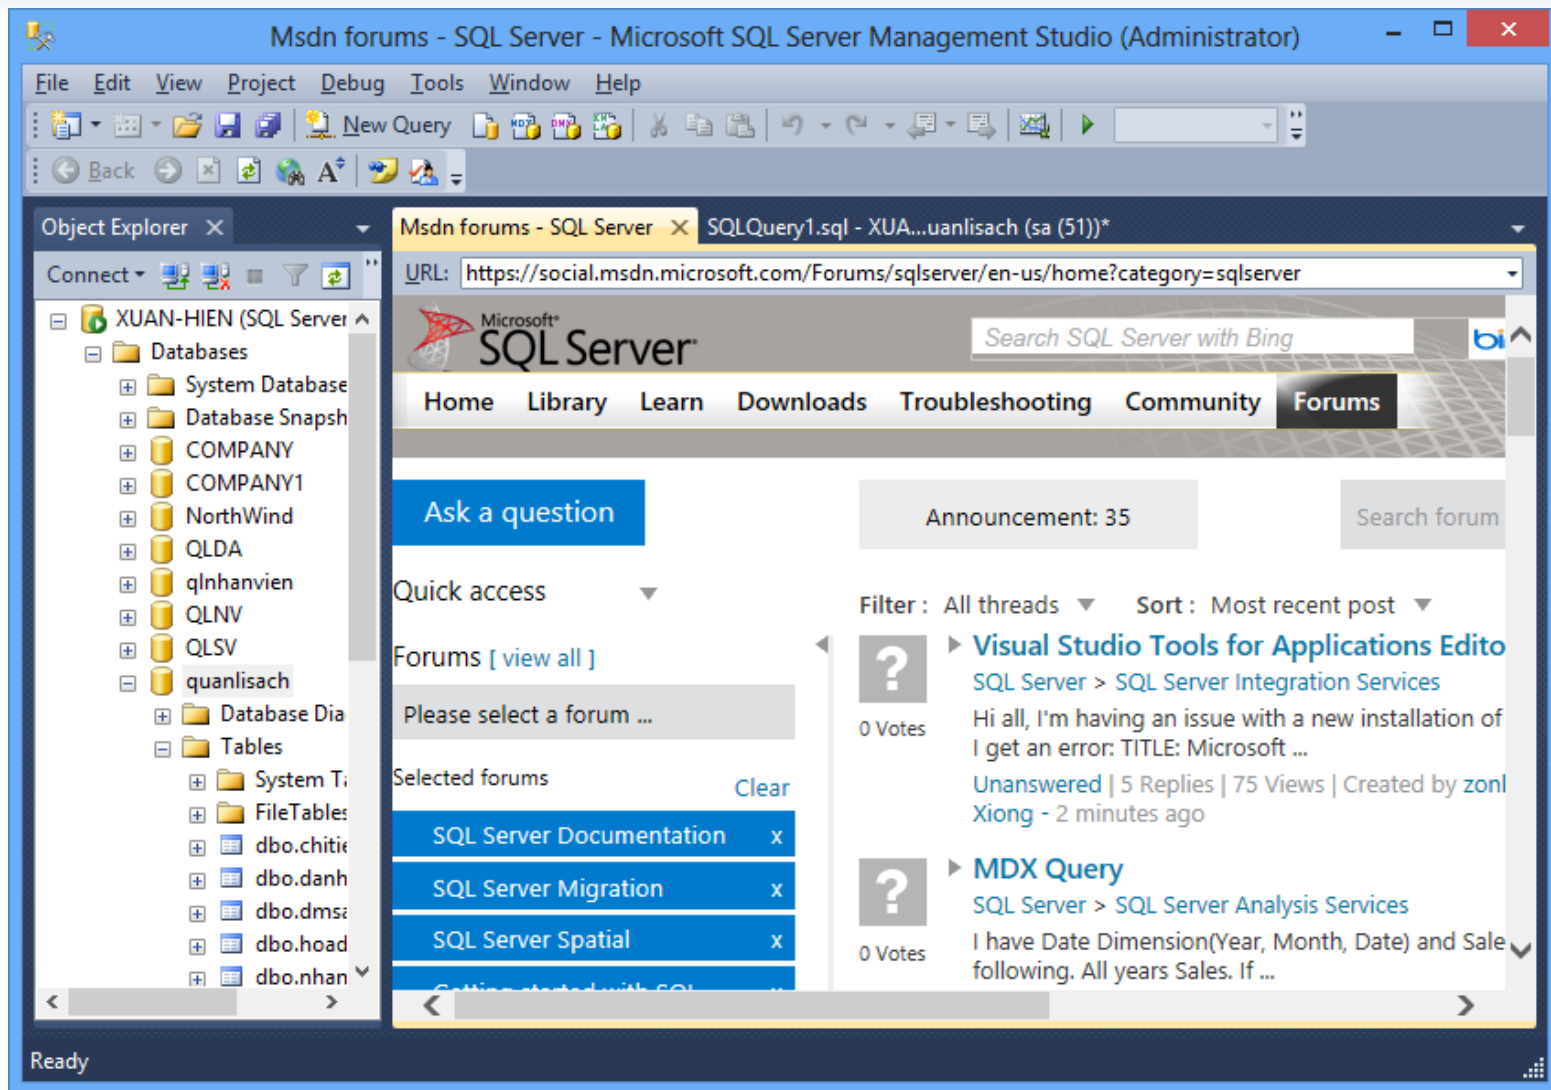 Msdn forums - SQL Server - Microsoft SQL Server Management Studio (Administrator)
File Edit View Project Debug Tools Window Help
New Query
Back
Object Explorer
Connect
XUAN-HIEN (SQL Server
Databases
System Database
Database Snapsh
COMPANY
COMPANY1
NorthWind
QLDA
qlnhanvien
QLNV
QLSV
quanlisach
Database Dia
Tables
System Ta
FileTables
dbo.chitie
dbo.danh
dbo.dmsa
dbo.hoad
dbo.nhan
Msdn forums - SQL Server SQLQuery1.sql - XUA...uanlisach (sa (51))*
URL: https://social.msdn.microsoft.com/Forums/sqlserver/en-us/home?category=sqlserver
Microsoft
SQL Server
Search SQL Server with Bing
bi
Home Library Learn Downloads Troubleshooting Community Forums
Ask a question
Announcement: 35
Search forum
Quick access
Forums [ view all ]
Please select a forum ...
Selected forums
Clear
SQL Server Documentation x
SQL Server Migration x
SQL Server Spatial x
Getting started with SQL
Filter : All threads Sort : Most recent post
?
0 Votes
Visual Studio Tools for Applications Edito
SQL Server > SQL Server Integration Services
Hi all, I'm having an issue with a new installation of
I get an error: TITLE: Microsoft ...
Unanswered | 5 Replies | 75 Views | Created by zonl
Xiong - 2 minutes ago
?
0 Votes
MDX Query
SQL Server > SQL Server Analysis Services
I have Date Dimension(Year, Month, Date) and Sale
following. All years Sales. If ...
Ready